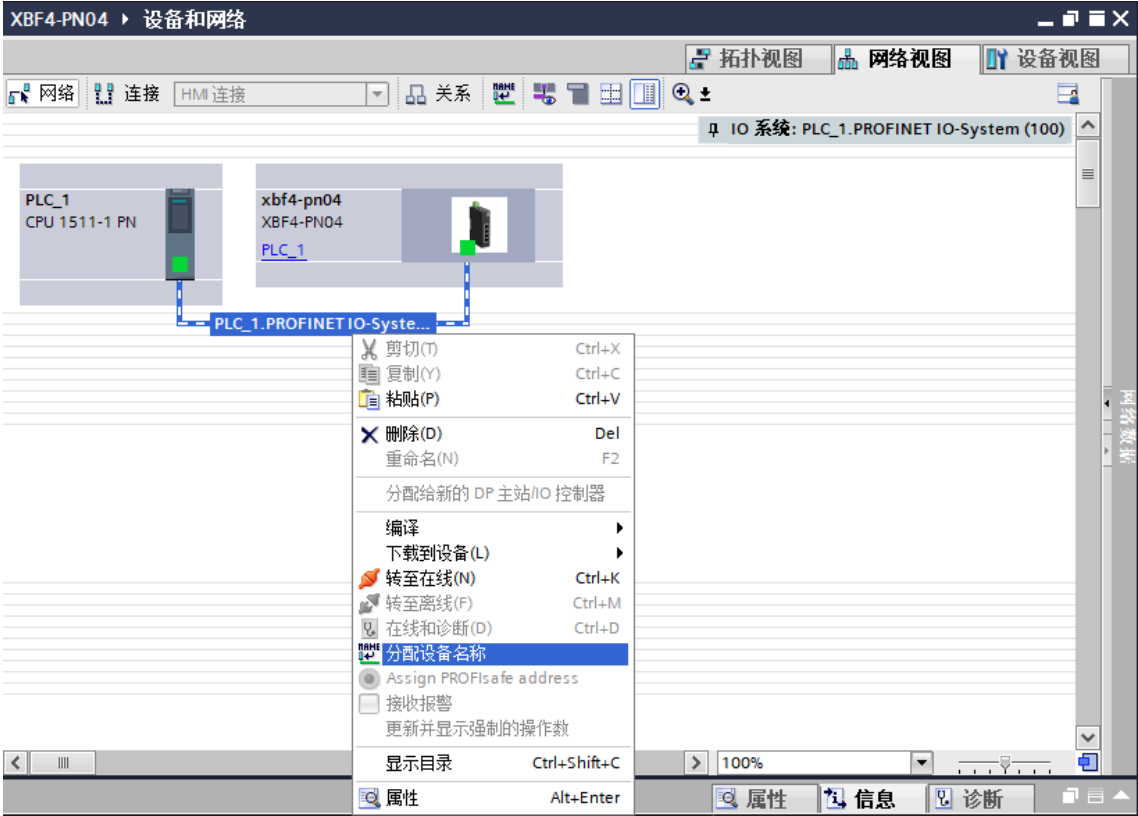 XBF4-PN04 ▸ 设备和网络
拓扑视图 网络视图 设备视图
网络 连接 HMI 连接 关系
IO 系统: PLC_1.PROFINET IO-System (100)
PLC_1
CPU 1511-1 PN
xbf4-pn04
XBF4-PN04
PLC_1
PLC_1.PROFINET IO-Syste...
剪切(T) Ctrl+X
复制(Y) Ctrl+C
粘贴(P) Ctrl+V
删除(D) Del
重命名(N) F2
分配给新的 DP 主站/IO 控制器
编译
下载到设备(L)
转至在线(N) Ctrl+K
转至离线(F) Ctrl+M
在线和诊断(D) Ctrl+D
NAME 分配设备名称
Assign PROFIsafe address
接收报警
更新并显示强制的操作数
显示目录 Ctrl+Shift+C
属性 Alt+Enter
网络数据
100%
属性 信息 诊断